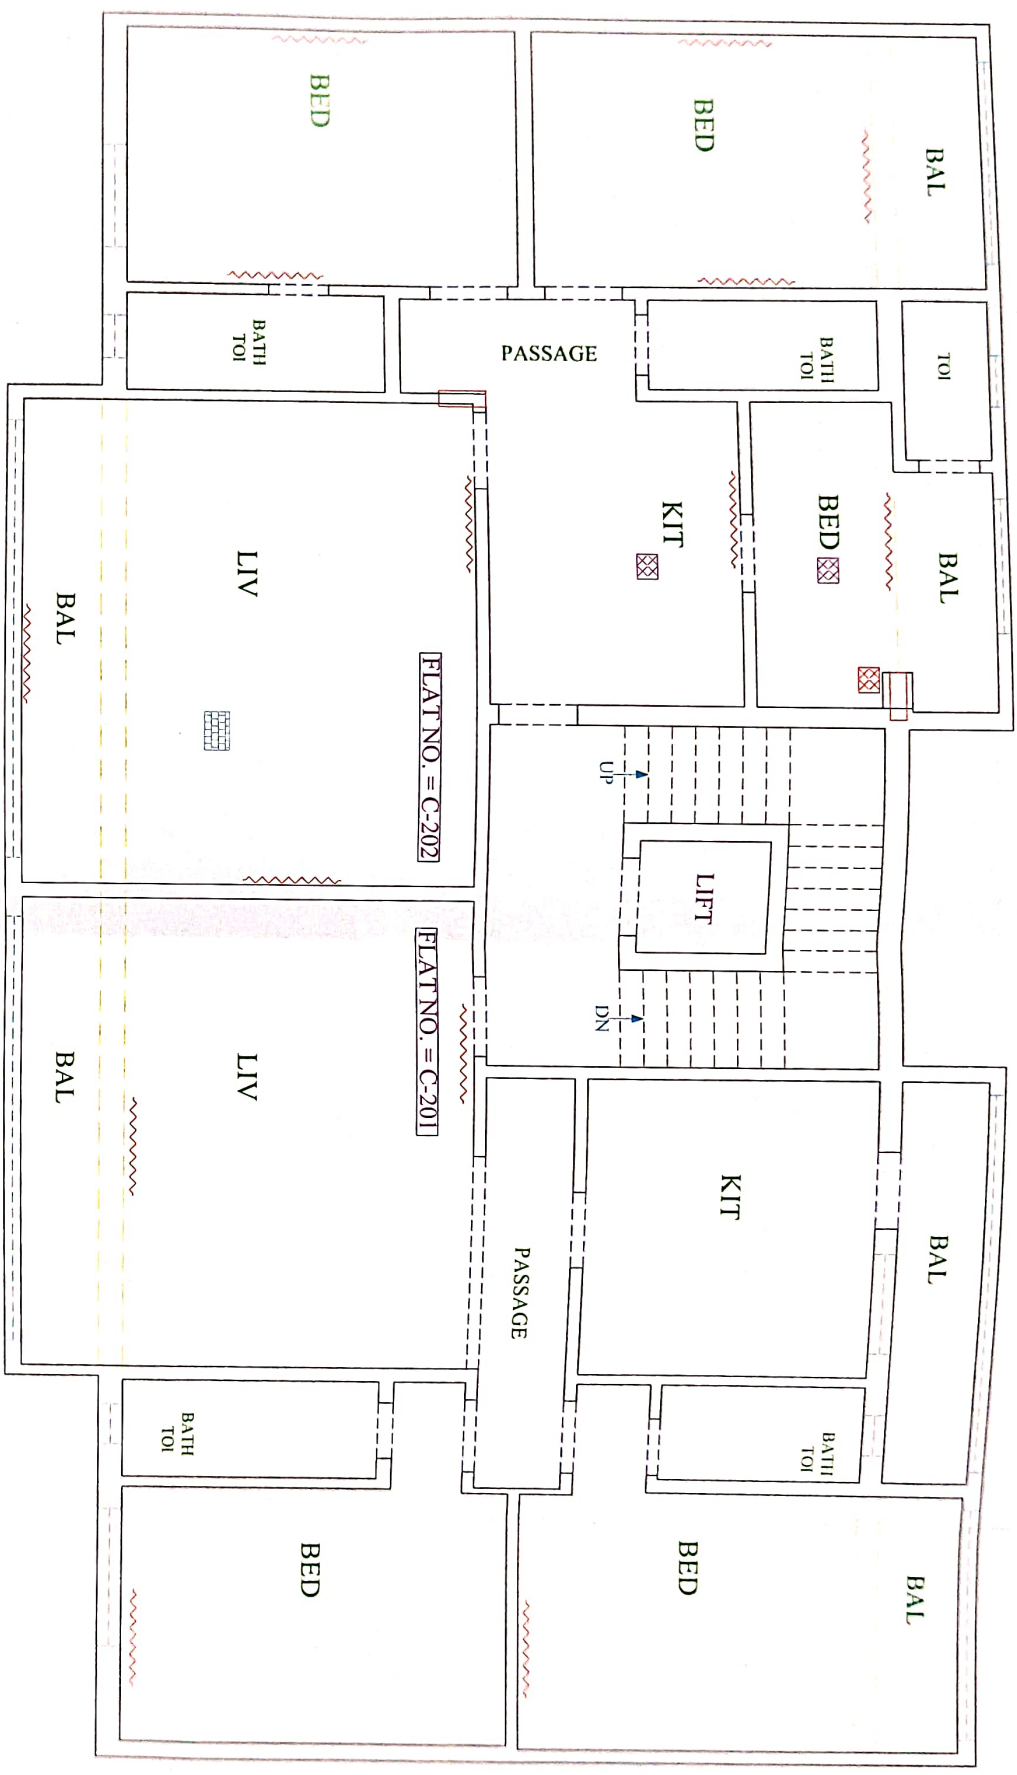 BED
BED
BAL
BATH
TOI
PASSAGE
BATH
TOI
TOI
LIV
KIT
BED
BAL
BAL
FLAT NO. = C-202
UP
LIFT
DN
FLAT NO. = C-201
LIV
BAL
KIT
BAL
PASSAGE
BATH
TOI
BATH
TOI
BED
BED
BAL